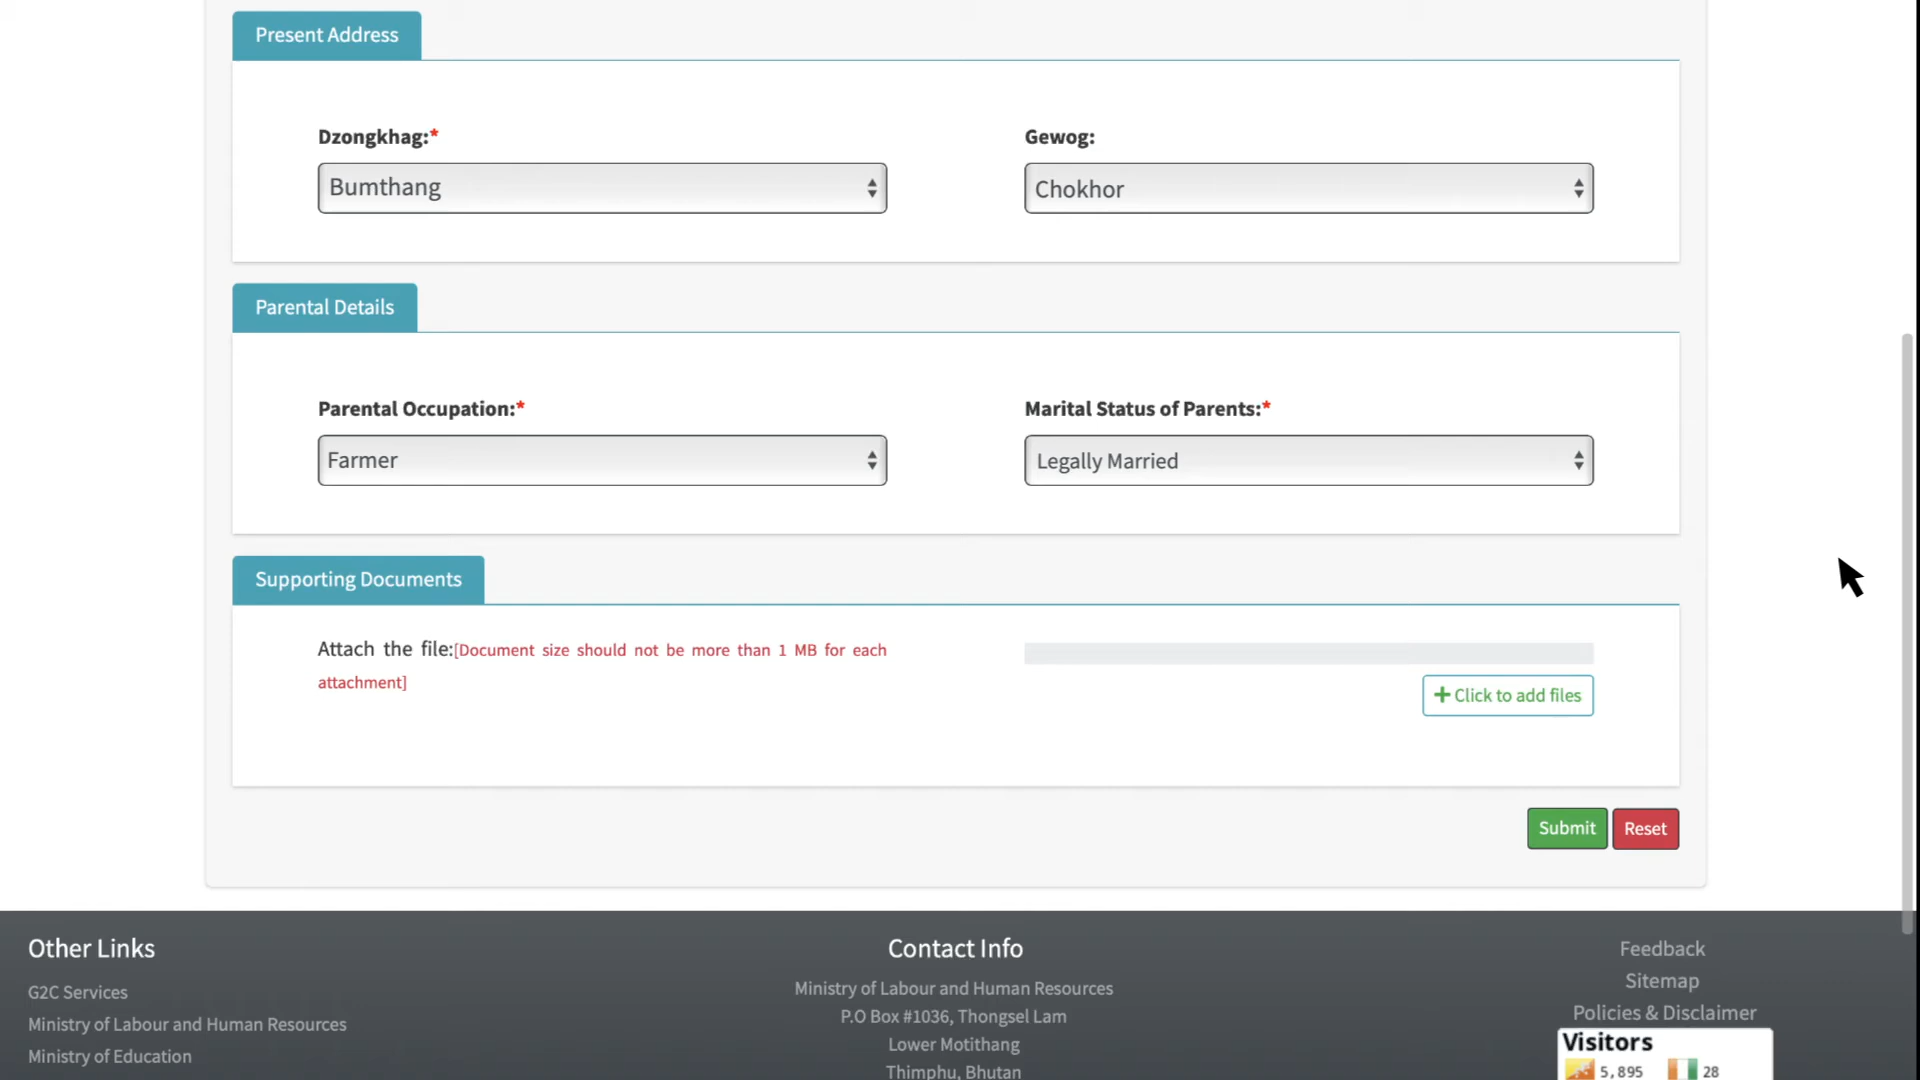 Present Address
Dzongkhag:* Gewog:
Bumthang Chokhor
Parental Details
Parental Occupation:* Marital Status of Parents:*
Farmer Legally Married
Supporting Documents
Attach the file:[Document size should not be more than 1 MB for each
attachment]
+ Click to add files
Submit Reset
Other Links
G2C Services
Ministry of Labour and Human Resources
Ministry of Education
Contact Info
Ministry of Labour and Human Resources
P.O Box #1036, Thongsel Lam
Lower Motithang
Thimphu, Bhutan
Feedback
Sitemap
Policies & Disclaimer
Visitors
5,895 28